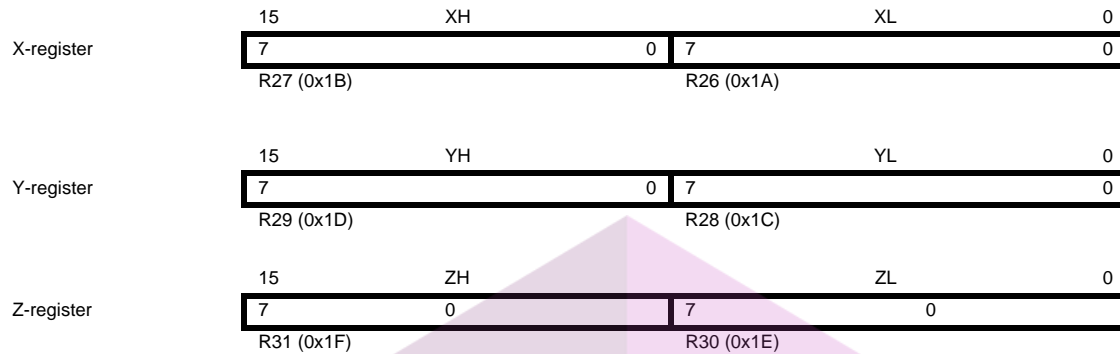 15 XH XL 0
X-register 7 0 7 0
R27 (0x1B) R26 (0x1A)
15 YH YL 0
Y-register 7 0 7 0
R29 (0x1D) R28 (0x1C)
15 ZH ZL 0
Z-register 7 0 7 0
R31 (0x1F) R30 (0x1E)